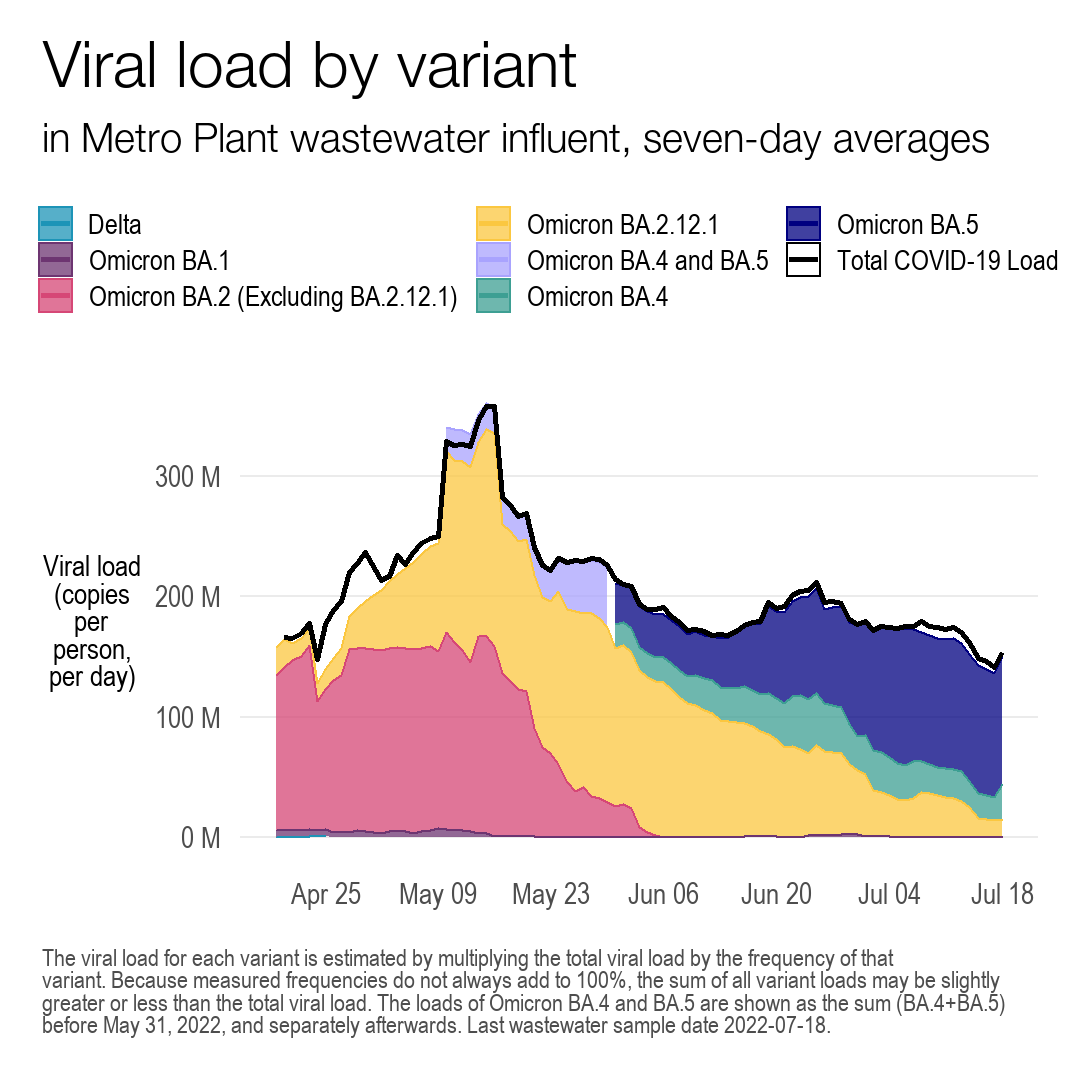 Viral load by variant
in Metro Plant wastewater influent, seven-day averages
Delta
Omicron BA.1
Omicron BA.2 (Excluding BA.2.12.1)
Omicron BA.2.12.1
Omicron BA.4 and BA.5
Omicron BA.4
Omicron BA.5
Total COVID-19 Load
300 M
200 M
100 M
0 M
Viral load
(copies
per
person,
per day)
Apr 25
May 09
May 23
Jun 06
Jun 20
Jul 04
Jul 18
The viral load for each variant is estimated by multiplying the total viral load by the frequency of that
variant. Because measured frequencies do not always add to 100%, the sum of all variant loads may be slightly
greater or less than the total viral load. The loads of Omicron BA.4 and BA.5 are shown as the sum (BA.4+BA.5)
before May 31, 2022, and separately afterwards. Last wastewater sample date 2022-07-18.